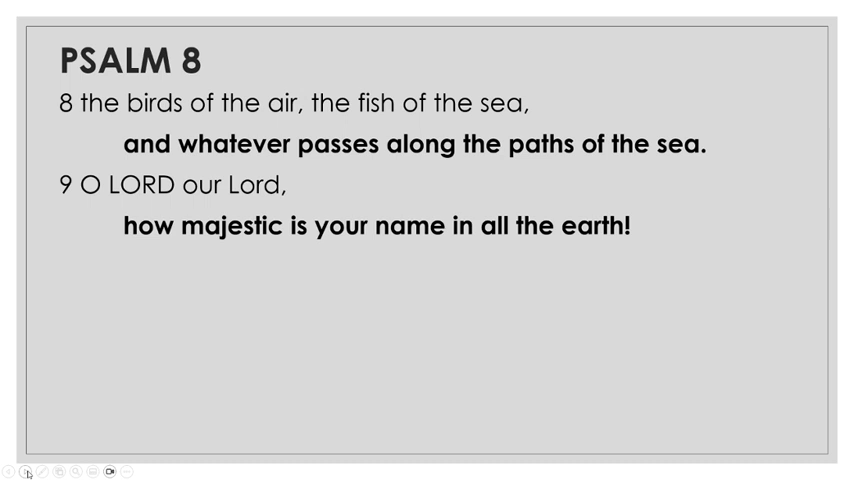 PSALM 8
8 the birds of the air, the fish of the sea,
and whatever passes along the paths of the sea.
9 O LORD our Lord,
how majestic is your name in all the earth!